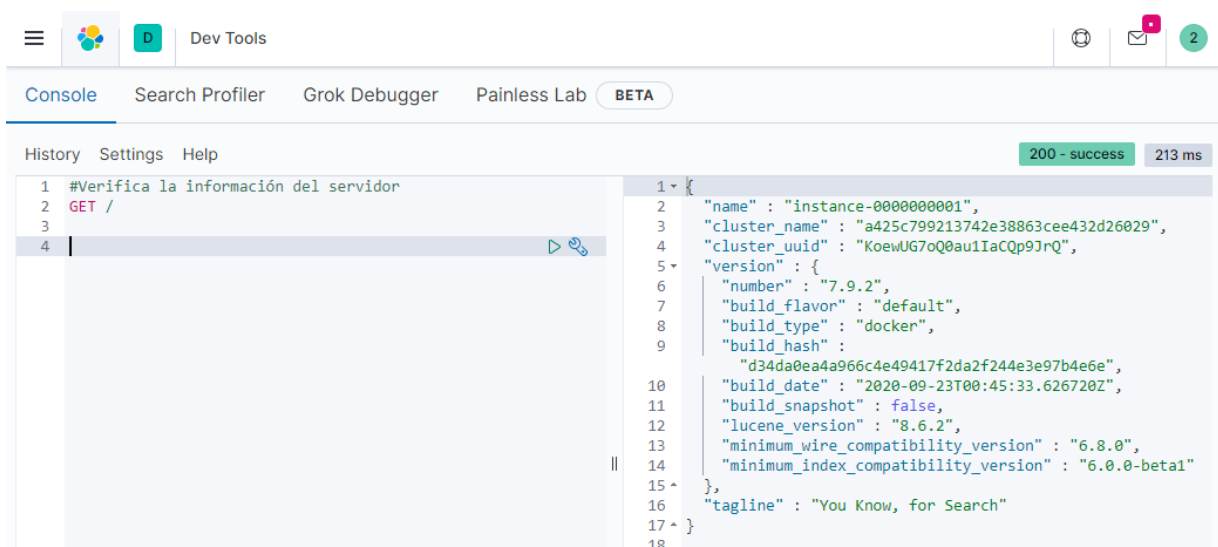 D Dev Tools 2
Console Search Profiler Grok Debugger Painless Lab BETA
History Settings Help 200 - success 213 ms
1 #Verifica la información del servidor
2 GET /
3
4
1 {
2 "name" : "instance-0000000001",
3 "cluster_name" : "a425c799213742e38863cee432d26029",
4 "cluster_uuid" : "KoewUG7oQ0au1IaCQp9JrQ",
5 "version" : {
6 "number" : "7.9.2",
7 "build_flavor" : "default",
8 "build_type" : "docker",
9 "build_hash" :
"d34da0ea4a966c4e49417f2da2f244e3e97b4e6e",
10 "build_date" : "2020-09-23T00:45:33.626720Z",
11 "build_snapshot" : false,
12 "lucene_version" : "8.6.2",
13 "minimum_wire_compatibility_version" : "6.8.0",
14 "minimum_index_compatibility_version" : "6.0.0-beta1"
15 },
16 "tagline" : "You Know, for Search"
17 }
18